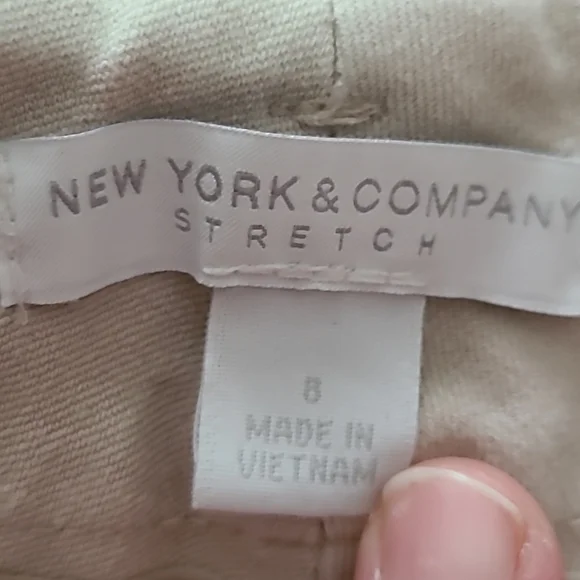 NEW YORK & COMPANY
STRETCH
8
MADE IN
VIETNAM